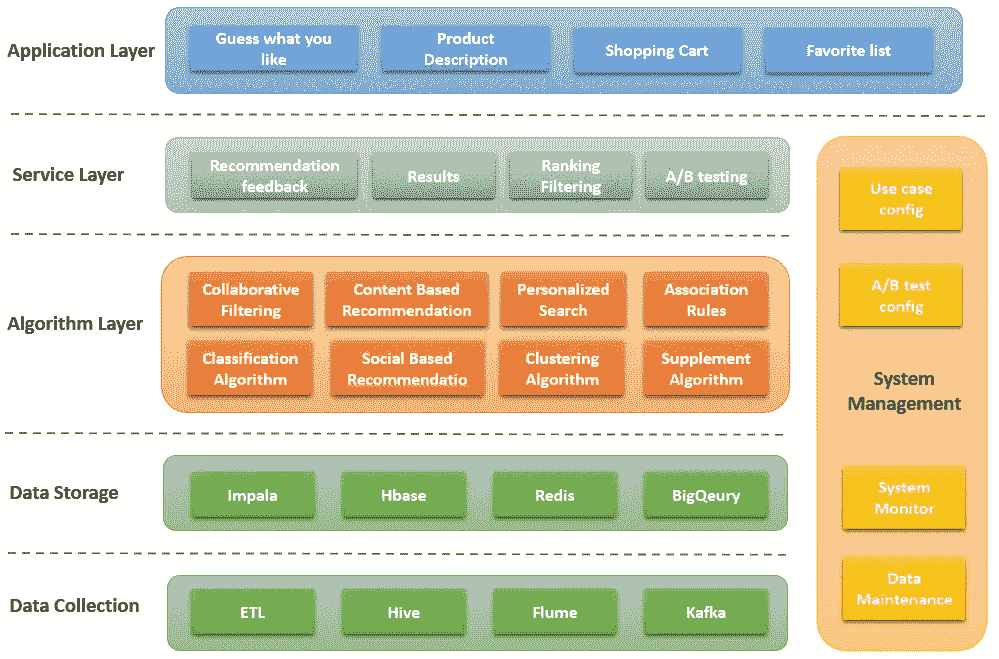 Application Layer
Guess what you
like
Product
Description
Shopping Cart
Favorite list
Service Layer
Recommendation
feedback
Results
Ranking
Filtering
A/B testing
Algorithm Layer
Collaborative
Filtering
Content Based
Recommendation
Personalized
Search
Association
Rules
Classification
Algorithm
Social Based
Recommendatio
Clustering
Algorithm
Supplement
Algorithm
Data Storage
Impala
Hbase
Redis
BigQeury
Data Collection
ETL
Hive
Flume
Kafka
Use case
config
A/B test
config
System
Management
System
Monitor
Data
Maintenance